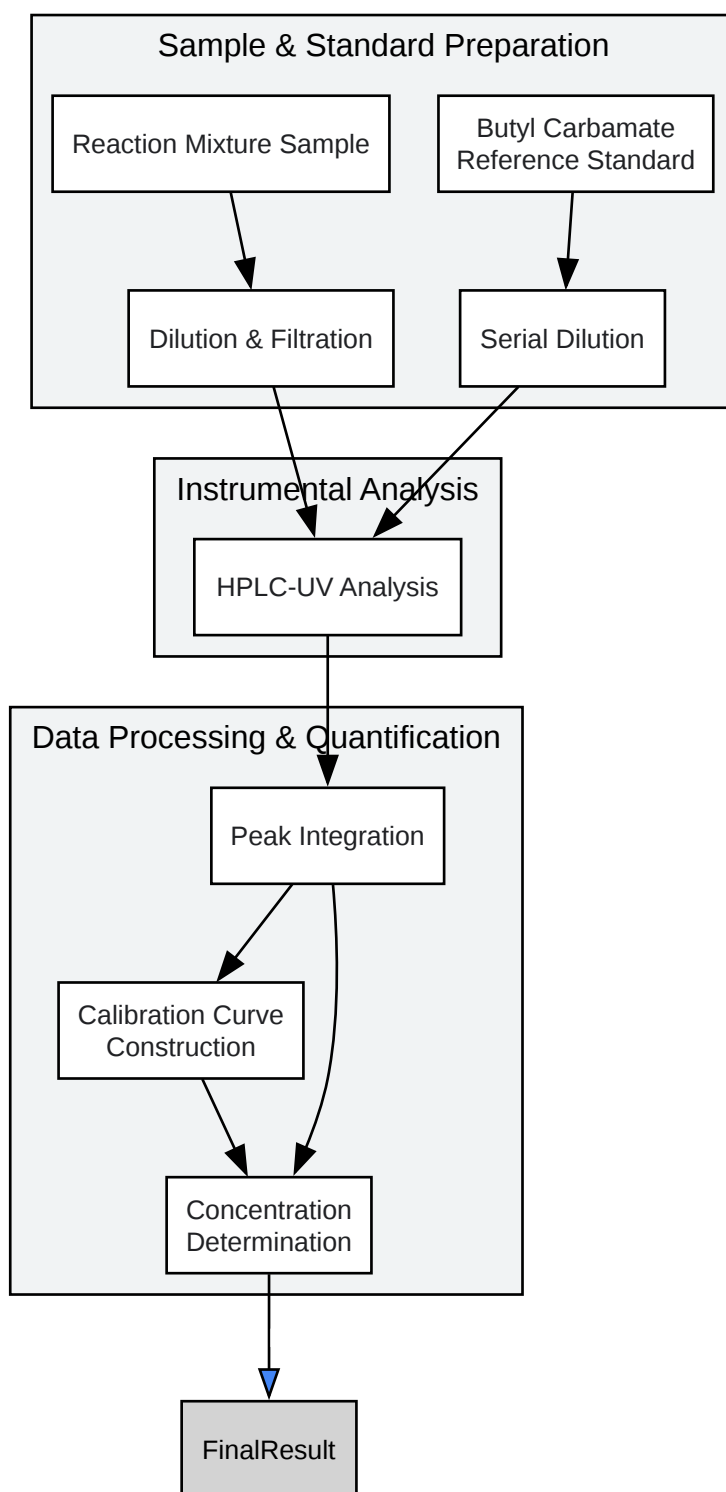 Sample & Standard Preparation
Reaction Mixture Sample
Butyl Carbamate
Reference Standard
Dilution & Filtration
Serial Dilution
Instrumental Analysis
HPLC-UV Analysis
Data Processing & Quantification
Peak Integration
Calibration Curve
Construction
Concentration
Determination
FinalResult